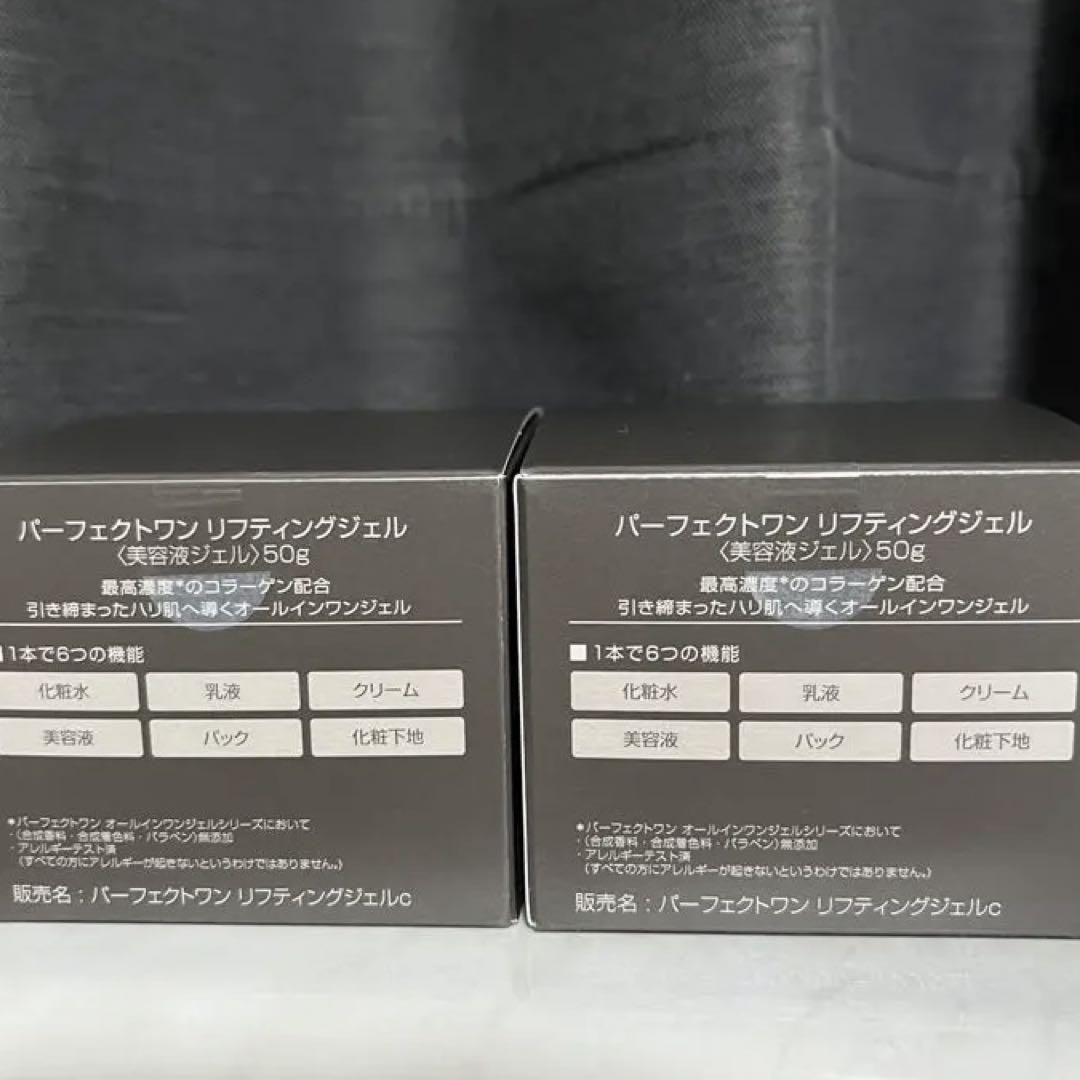 パーフェクトワン リフティングジェル
〈美容液ジェル〉50g
最高濃度*のコラーゲン配合
引き締まったハリ肌へ導くオールインワンジェル
1本で6つの機能
化粧水 乳液 クリーム
美容液 パック 化粧下地
*パーフェクトワン オールインワンジェルシリーズにおいて
・(合成香料・合成着色料・パラベン)無添加
・アレルギーテスト済
(すべての方にアレルギーが起きないというわけではありません。)
販売名:パーフェクトワン リフティングジェルc
パーフェクトワン リフティングジェル
〈美容液ジェル〉50g
最高濃度*のコラーゲン配合
引き締まったハリ肌へ導くオールインワンジェル
■1本で6つの機能
化粧水 乳液 クリーム
美容液 パック 化粧下地
*パーフェクトワン オールインワンジェルシリーズにおいて
・(合成香料・合成着色料・パラベン)無添加
・アレルギーテスト済
(すべての方にアレルギーが起きないというわけではありません。)
販売名:パーフェクトワン リフティングジェルc